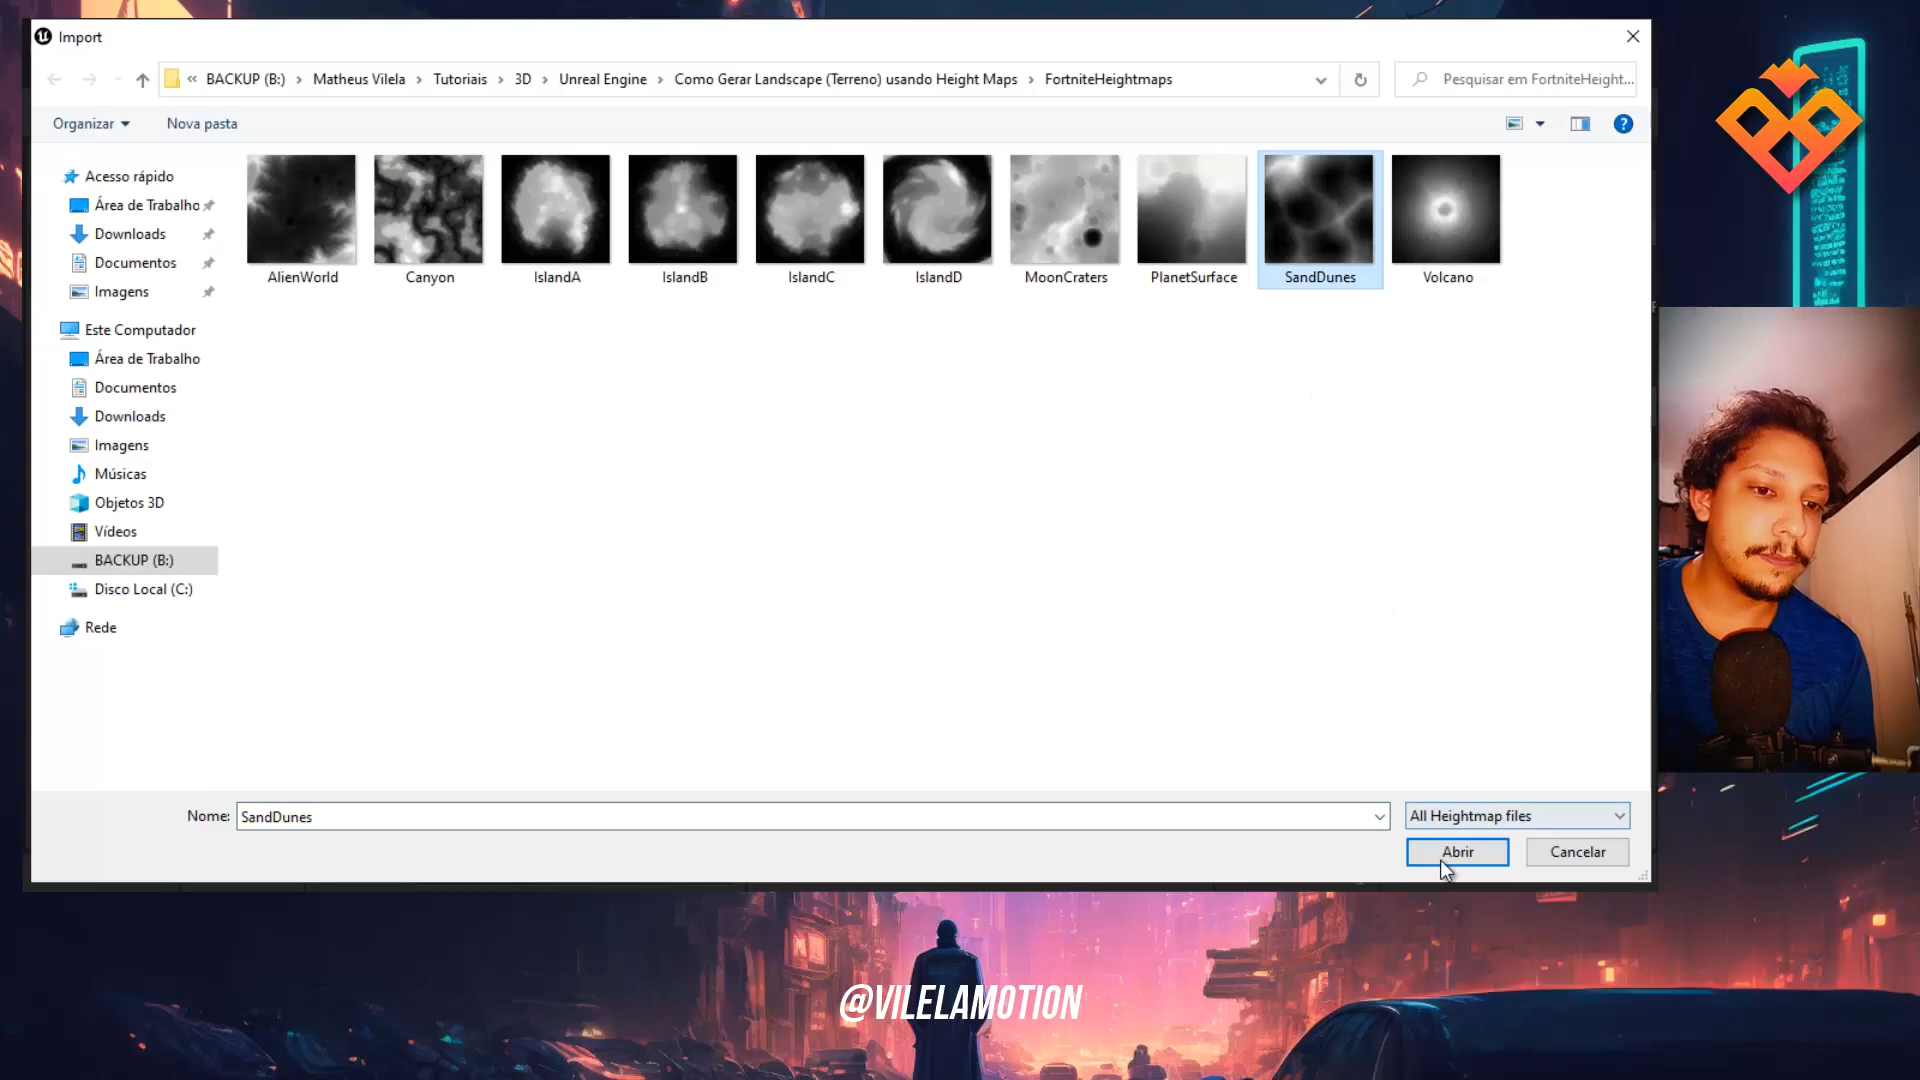 Import
« BACKUP (B:) › Matheus Vilela › Tutoriais › 3D › Unreal Engine › Como Gerar Landscape (Terreno) usando Height Maps › FortniteHeightmaps
Pesquisar em FortniteHeight...
Organizar
Nova pasta
Acesso rápido
Área de Trabalho
Downloads
Documentos
Imagens
Este Computador
Área de Trabalho
Documentos
Downloads
Imagens
Músicas
Objetos 3D
Vídeos
BACKUP (B:)
Disco Local (C:)
Rede
AlienWorld
Canyon
IslandA
IslandB
IslandC
IslandD
MoonCraters
PlanetSurface
SandDunes
Volcano
Nome: SandDunes
All Heightmap files
Abrir
Cancelar
@VILELAMOTION